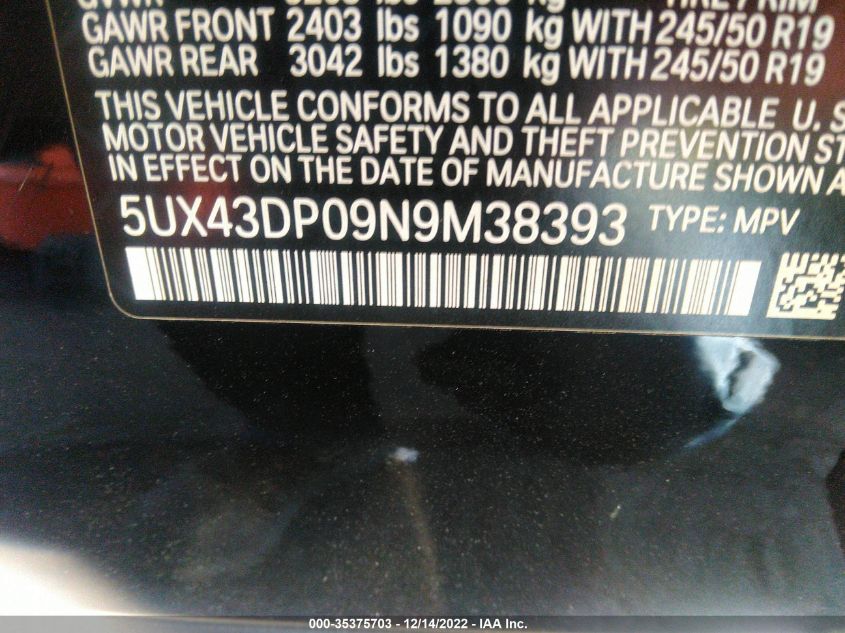 GAWR FRONT 2403 lbs 1090 kg WITH 245/50 R19
GAWR REAR 3042 lbs 1380 kg WITH 245/50 R19
THIS VEHICLE CONFORMS TO ALL APPLICABLE U. S
MOTOR VEHICLE SAFETY AND THEFT PREVENTION ST
IN EFFECT ON THE DATE OF MANUFACTURE SHOWN A
5UX43DP09N9M38393 TYPE: MPV
000-35375703 - 12/14/2022 - IAA Inc.